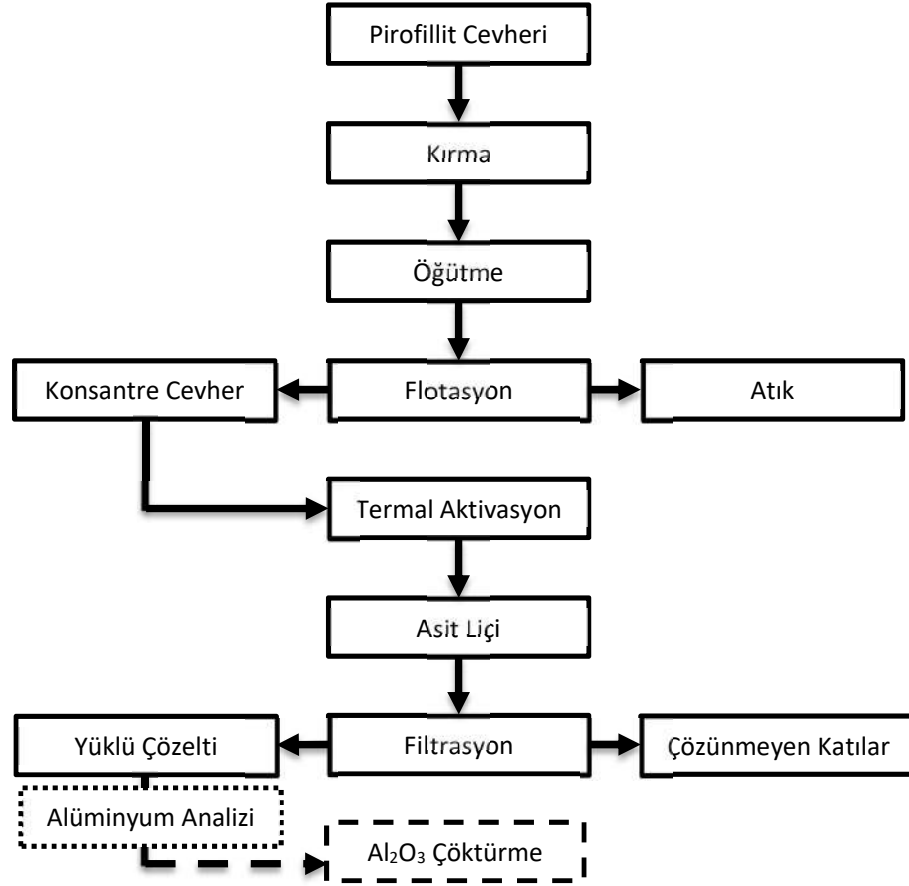 Pirofillit Cevheri
Kırma
Öğütme
Konsantre Cevher
Flotasyon
Atık
Termal Aktivasyon
Asit Liçi
Yüklü Çözelti
Filtrasyon
Çözünmeyen Katılar
Alüminyum Analizi
Al₂O₃ Çöktürme